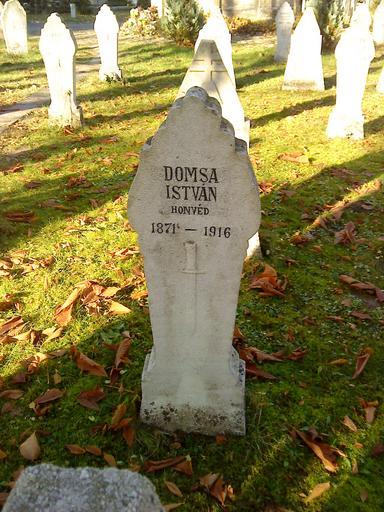 DOMSA
ISTVÁN
HONVÉD
1871 — 1916